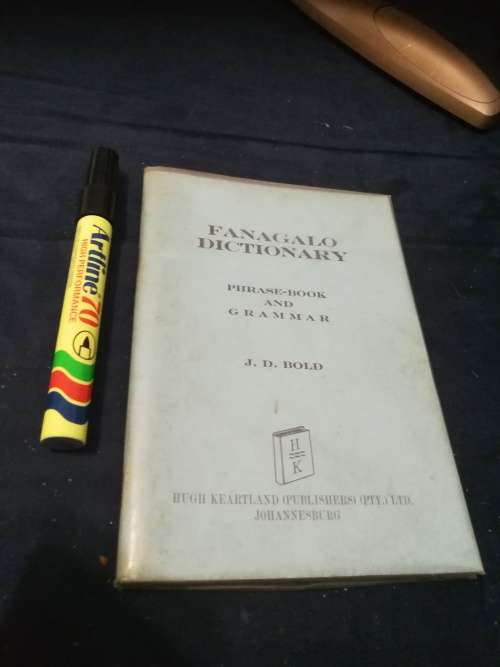 Artline 70
HIGH PERFORMANCE
FANAGALO
DICTIONARY
PHRASE-BOOK
AND
GRAMMAR
J. D. BOLD
H
K
HUGH KEARTLAND (PUBLISHERS) (PTY.) LTD.
JOHANNESBURG